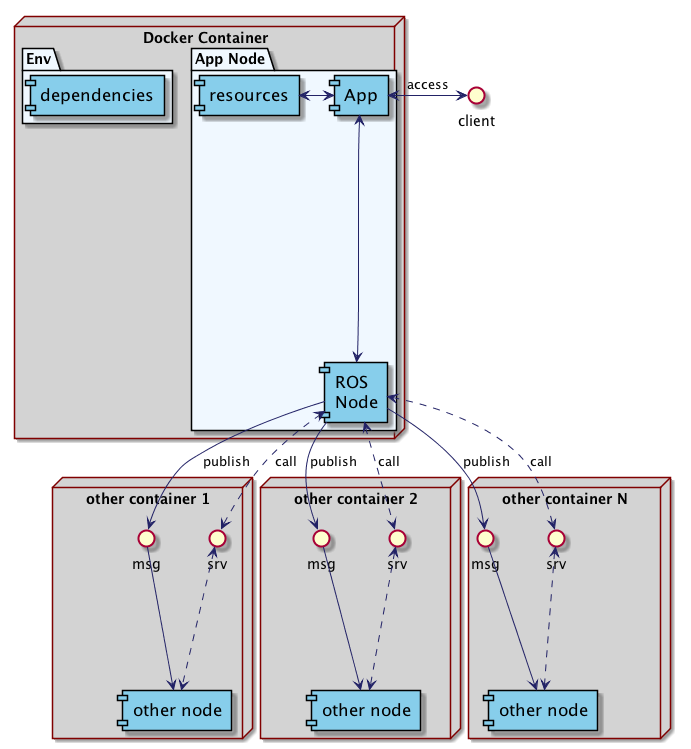 Docker Container
Env
App Node
dependencies
resources
App
access
client
ROS
Node
publish
call
publish
call
publish
call
other container 1
other container 2
other container N
msg
srv
msg
srv
msg
srv
other node
other node
other node